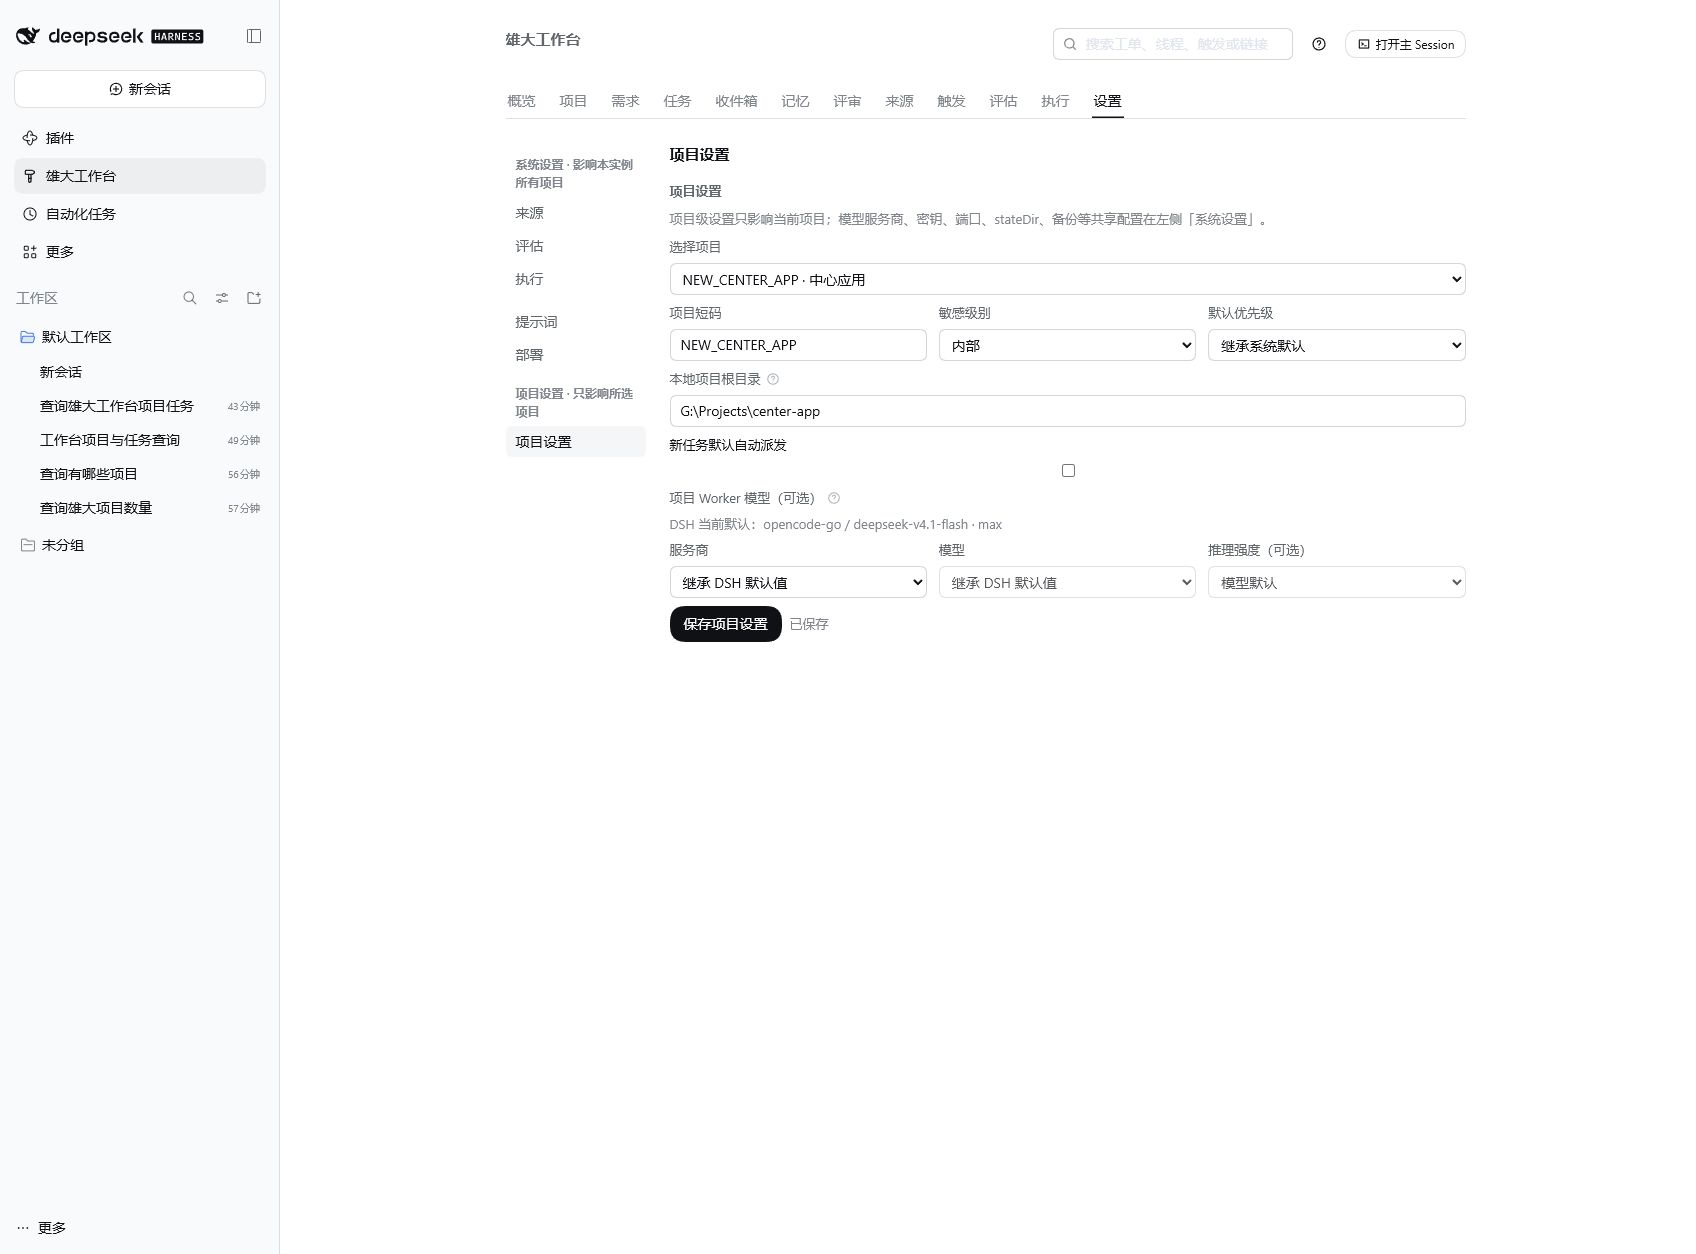 deepseek HARNESS
新会话
插件
雄大工作台
自动化任务
更多
工作区
默认工作区
新会话
查询雄大工作台项目任务 43分钟
工作台项目与任务查询 49分钟
查询有哪些项目 56分钟
查询雄大项目数量 57分钟
未分组
··· 更多
雄大工作台
搜索工单、线程、触发或链接
打开主 Session
概览 项目 需求 任务 收件箱 记忆 评审 来源 触发 评估 执行 设置
系统设置 · 影响本实例
所有项目
来源
评估
执行
提示词
部署
项目设置 · 只影响所选
项目
项目设置
项目设置
项目设置
项目级设置只影响当前项目；模型服务商、密钥、端口、stateDir、备份等共享配置在左侧「系统设置」。
选择项目
NEW_CENTER_APP · 中心应用
项目短码 敏感级别 默认优先级
NEW_CENTER_APP 内部 继承系统默认
本地项目根目录
G:\Projects\center-app
新任务默认自动派发
项目 Worker 模型（可选）
DSH 当前默认：opencode-go / deepseek-v4.1-flash · max
服务商 模型 推理强度（可选）
继承 DSH 默认值 继承 DSH 默认值 模型默认
保存项目设置 已保存